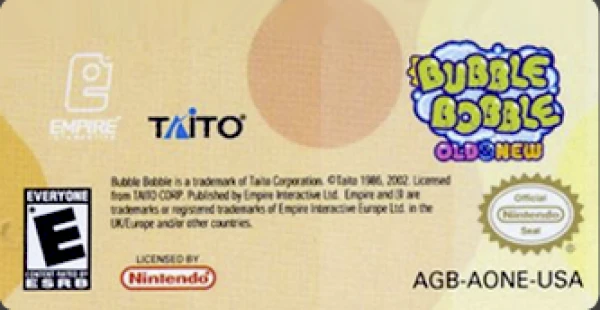 BUBBLE
BOBBLE
OLD & NEW
EMPIRE
INTERACTIVE
TAITO
Bubble Bobble is a trademark of Taito Corporation. ©Taito 1986, 2002. Licensed
from TAITO CORP. Published by Empire Interactive Ltd. Empire and are
trademarks or registered trademarks of Empire Interactive Europe Ltd. in the
UK/Europe and/or other countries.
EVERYONE
E
CONTENT RATED BY
ESRB
LICENSED BY
Nintendo
Official
Nintendo
Seal
AGB-AONE-USA